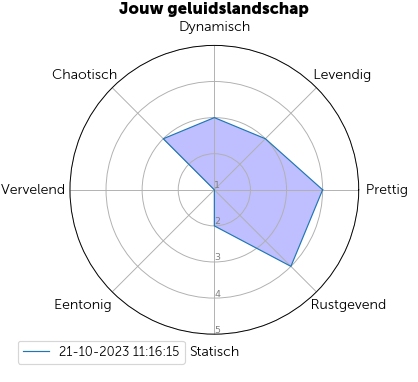 Jouw geluidslandschap
Dynamisch
Chaotisch
Levendig
Vervelend
1
Prettig
2
3
4
Eentonig
Rustgevend
5
21-10-2023 11:16:15
Statisch